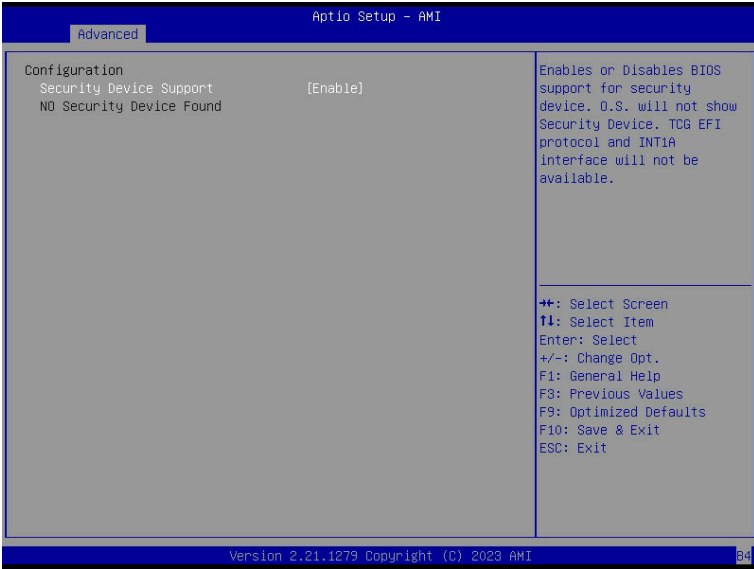 Aptio Setup – AMI
Advanced
Configuration
Security Device Support [Enable]
NO Security Device Found
Enables or Disables BIOS
support for security
device. O.S. will not show
Security Device. TCG EFI
protocol and INT1A
interface will not be
available.
→←: Select Screen
↑↓: Select Item
Enter: Select
+/-: Change Opt.
F1: General Help
F3: Previous Values
F9: Optimized Defaults
F10: Save & Exit
ESC: Exit
Version 2.21.1279 Copyright (C) 2023 AMI
B4